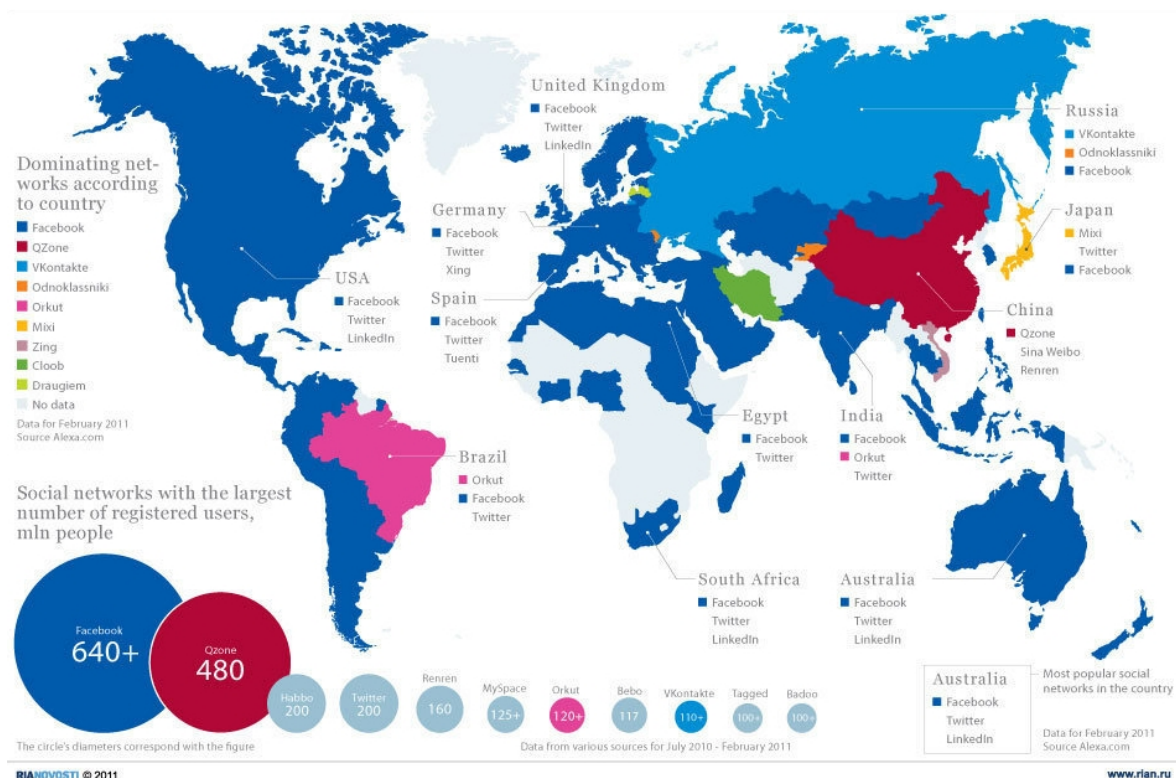 Dominating net-
works according
to country
Facebook
QZone
VKontakte
Odnoklassniki
Orkut
Mixi
Zing
Cloob
Draugiem
No data
Data for February 2011
Source Alexa.com
USA
Facebook
Twitter
LinkedIn
United Kingdom
Facebook
Twitter
LinkedIn
Germany
Facebook
Twitter
Xing
Spain
Facebook
Twitter
Tuenti
Russia
VKontakte
Odnoklassniki
Facebook
Japan
Mixi
Twitter
Facebook
China
Qzone
Sina Weibo
Renren
Egypt
Facebook
Twitter
India
Facebook
Orkut
Twitter
Brazil
Orkut
Facebook
Twitter
South Africa
Facebook
Twitter
LinkedIn
Australia
Facebook
Twitter
LinkedIn
Social networks with the largest
number of registered users,
mln people
Facebook
640+
Qzone
480
Habbo
200
Twitter
200
Renren
160
MySpace
125+
Orkut
120+
Bebo
117
VKontakte
110+
Tagged
100+
Badoo
100+
The circle's diameters correspond with the figure
Data from various sources for July 2010 - February 2011
Australia
Facebook
Twitter
LinkedIn
Most popular social
networks in the country
Data for February 2011
Source Alexa.com
RIANOVOSTI © 2011
www.rian.ru